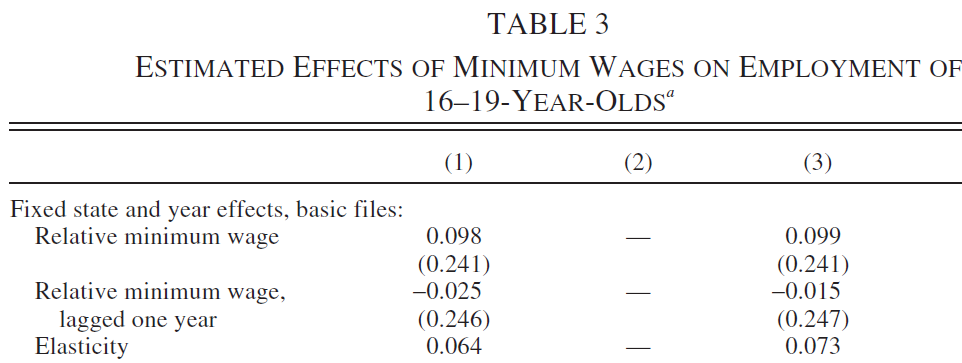 TABLE 3
ESTIMATED EFFECTS OF MINIMUM WAGES ON EMPLOYMENT OF
16–19-YEAR-OLDSa
(1) (2) (3)
Fixed state and year effects, basic files:
Relative minimum wage 0.098 — 0.099
(0.241) (0.241)
Relative minimum wage, –0.025 — –0.015
lagged one year (0.246) (0.247)
Elasticity 0.064 — 0.073